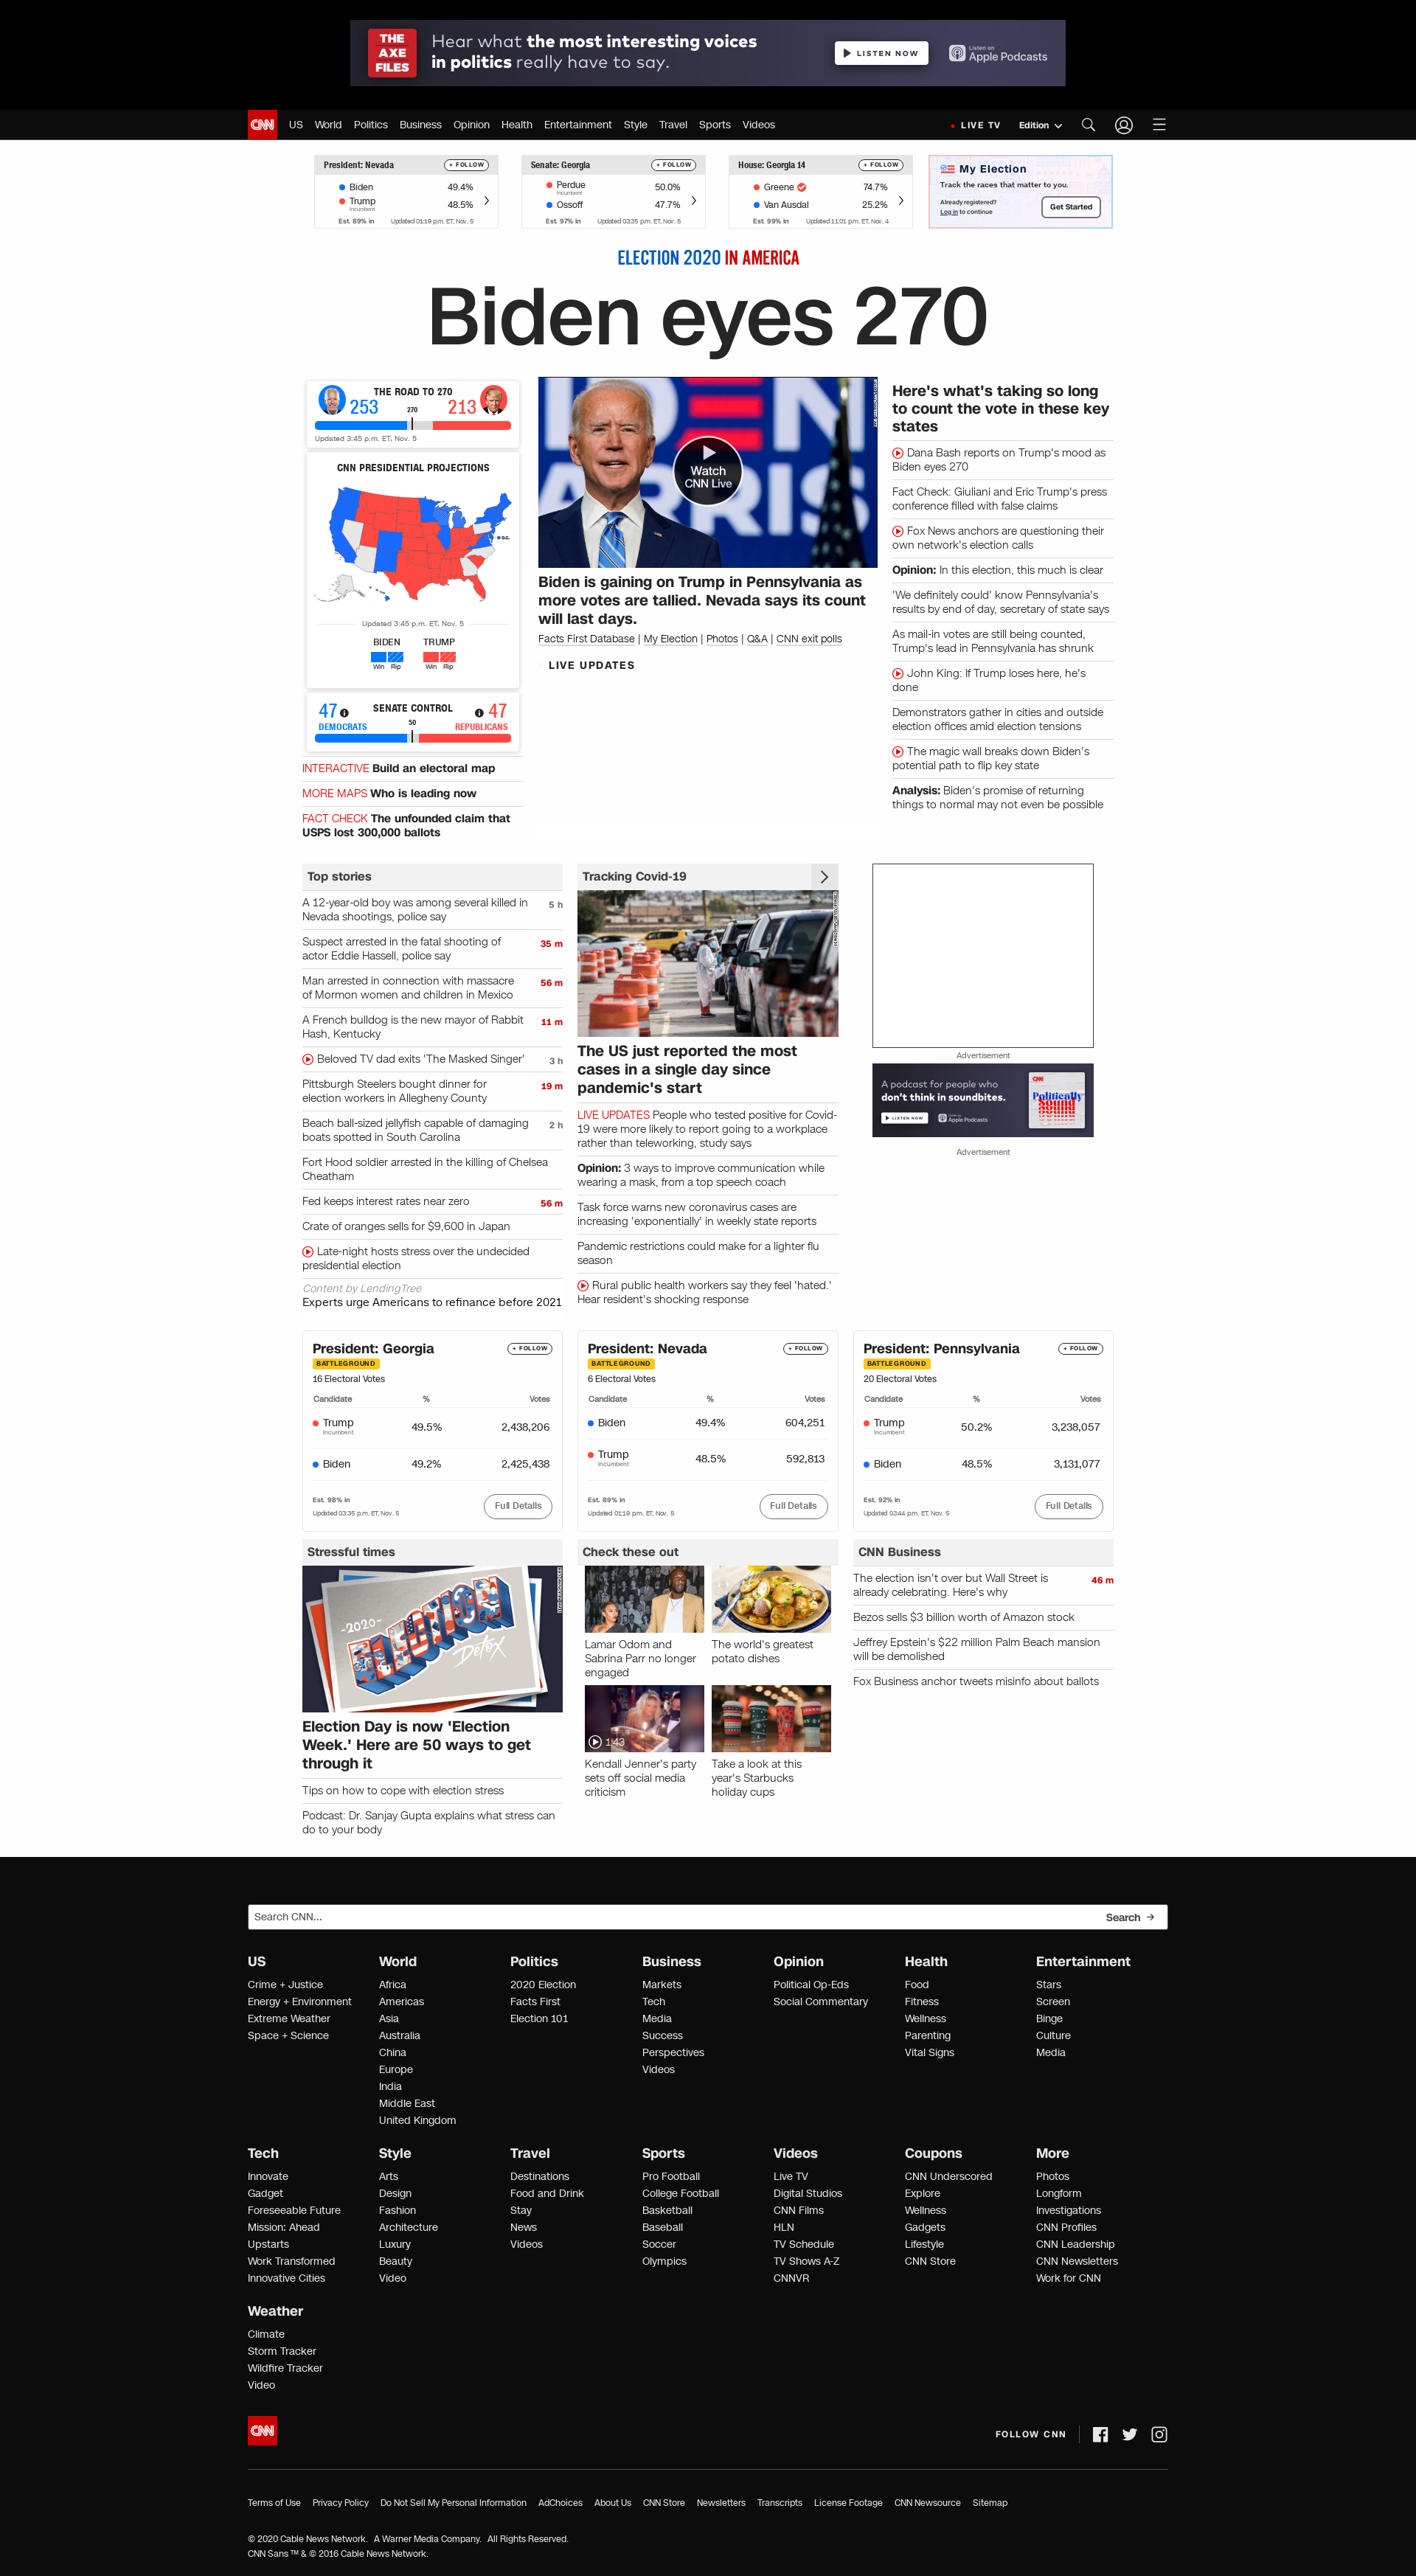 THE
AXE
FILES
Hear what the most interesting voices
in politics really have to say.
LISTEN NOW
Listen on
Apple Podcasts
CNN US World Politics Business Opinion Health Entertainment Style Travel Sports Videos LIVE TV Edition
President: Nevada + FOLLOW
Biden 49.4%
Trump 48.5%
Incumbent
Est. 89% in Updated 01:19 p.m. ET, Nov. 5
Senate: Georgia + FOLLOW
Perdue 50.0%
Incumbent
Ossoff 47.7%
Est. 97% in Updated 03:35 p.m. ET, Nov. 5
House: Georgia 14 + FOLLOW
Greene 74.7%
Van Ausdal 25.2%
Est. 99% in Updated 11:01 p.m. ET, Nov. 4
My Election
Track the races that matter to you.
Already registered?
Log in to continue
Get Started
ELECTION 2020 IN AMERICA
Biden eyes 270
THE ROAD TO 270
253 270 213
Updated 3:45 p.m. ET, Nov. 5
CNN PRESIDENTIAL PROJECTIONS
D.C.
Updated 3:45 p.m. ET, Nov. 5
BIDEN TRUMP
Win Flip Win Flip
47 SENATE CONTROL 47
DEMOCRATS 50 REPUBLICANS
INTERACTIVE Build an electoral map
MORE MAPS Who is leading now
FACT CHECK The unfounded claim that
USPS lost 300,000 ballots
Watch
CNN Live
Biden is gaining on Trump in Pennsylvania as
more votes are tallied. Nevada says its count
will last days.
Facts First Database | My Election | Photos | Q&A | CNN exit polls
LIVE UPDATES
Here's what's taking so long
to count the vote in these key
states
Dana Bash reports on Trump's mood as
Biden eyes 270
Fact Check: Giuliani and Eric Trump's press
conference filled with false claims
Fox News anchors are questioning their
own network's election calls
Opinion: In this election, this much is clear
'We definitely could' know Pennsylvania's
results by end of day, secretary of state says
As mail-in votes are still being counted,
Trump's lead in Pennsylvania has shrunk
John King: If Trump loses here, he's
done
Demonstrators gather in cities and outside
election offices amid election tensions
The magic wall breaks down Biden's
potential path to flip key state
Analysis: Biden's promise of returning
things to normal may not even be possible
Top stories
A 12-year-old boy was among several killed in 5 h
Nevada shootings, police say
Suspect arrested in the fatal shooting of 35 m
actor Eddie Hassell, police say
Man arrested in connection with massacre 56 m
of Mormon women and children in Mexico
A French bulldog is the new mayor of Rabbit 11 m
Hash, Kentucky
Beloved TV dad exits 'The Masked Singer' 3 h
Pittsburgh Steelers bought dinner for 19 m
election workers in Allegheny County
Beach ball-sized jellyfish capable of damaging 2 h
boats spotted in South Carolina
Fort Hood soldier arrested in the killing of Chelsea
Cheatham
Fed keeps interest rates near zero 56 m
Crate of oranges sells for $9,600 in Japan
Late-night hosts stress over the undecided
presidential election
Content by LendingTree
Experts urge Americans to refinance before 2021
Tracking Covid-19
The US just reported the most
cases in a single day since
pandemic's start
LIVE UPDATES People who tested positive for Covid-
19 were more likely to report going to a workplace
rather than teleworking, study says
Opinion: 3 ways to improve communication while
wearing a mask, from a top speech coach
Task force warns new coronavirus cases are
increasing 'exponentially' in weekly state reports
Pandemic restrictions could make for a lighter flu
season
Rural public health workers say they feel 'hated.'
Hear resident's shocking response
Advertisement
A podcast for people who
don't think in soundbites.
LISTEN NOW
Apple Podcasts
CNN
Politically
Sound
Advertisement
President: Georgia + FOLLOW
BATTLEGROUND
16 Electoral Votes
Candidate % Votes
Trump 49.5% 2,438,206
Incumbent
Biden 49.2% 2,425,438
Est. 98% in
Updated 03:35 p.m. ET, Nov. 5
Full Details
President: Nevada + FOLLOW
BATTLEGROUND
6 Electoral Votes
Candidate % Votes
Biden 49.4% 604,251
Trump 48.5% 592,813
Incumbent
Est. 89% in
Updated 01:19 p.m. ET, Nov. 5
Full Details
President: Pennsylvania + FOLLOW
BATTLEGROUND
20 Electoral Votes
Candidate % Votes
Trump 50.2% 3,238,057
Incumbent
Biden 48.5% 3,131,077
Est. 92% in
Updated 03:44 p.m. ET, Nov. 5
Full Details
Stressful times
-2020-
ELECTION
Detox
Election Day is now 'Election
Week.' Here are 50 ways to get
through it
Tips on how to cope with election stress
Podcast: Dr. Sanjay Gupta explains what stress can
do to your body
Check these out
Lamar Odom and
Sabrina Parr no longer
engaged
The world's greatest
potato dishes
1:43
Kendall Jenner's party
sets off social media
criticism
Take a look at this
year's Starbucks
holiday cups
CNN Business
The election isn't over but Wall Street is 46 m
already celebrating. Here's why
Bezos sells $3 billion worth of Amazon stock
Jeffrey Epstein's $22 million Palm Beach mansion
will be demolished
Fox Business anchor tweets misinfo about ballots
Search CNN... Search
US
Crime + Justice
Energy + Environment
Extreme Weather
Space + Science
World
Africa
Americas
Asia
Australia
China
Europe
India
Middle East
United Kingdom
Politics
2020 Election
Facts First
Election 101
Business
Markets
Tech
Media
Success
Perspectives
Videos
Opinion
Political Op-Eds
Social Commentary
Health
Food
Fitness
Wellness
Parenting
Vital Signs
Entertainment
Stars
Screen
Binge
Culture
Media
Tech
Innovate
Gadget
Foreseeable Future
Mission: Ahead
Upstarts
Work Transformed
Innovative Cities
Style
Arts
Design
Fashion
Architecture
Luxury
Beauty
Video
Travel
Destinations
Food and Drink
Stay
News
Videos
Sports
Pro Football
College Football
Basketball
Baseball
Soccer
Olympics
Videos
Live TV
Digital Studios
CNN Films
HLN
TV Schedule
TV Shows A-Z
CNNVR
Coupons
CNN Underscored
Explore
Wellness
Gadgets
Lifestyle
CNN Store
More
Photos
Longform
Investigations
CNN Profiles
CNN Leadership
CNN Newsletters
Work for CNN
Weather
Climate
Storm Tracker
Wildfire Tracker
Video
CNN
FOLLOW CNN
Terms of Use Privacy Policy Do Not Sell My Personal Information AdChoices About Us CNN Store Newsletters Transcripts License Footage CNN Newsource Sitemap
© 2020 Cable News Network. A Warner Media Company. All Rights Reserved.
CNN Sans ™ & © 2016 Cable News Network.